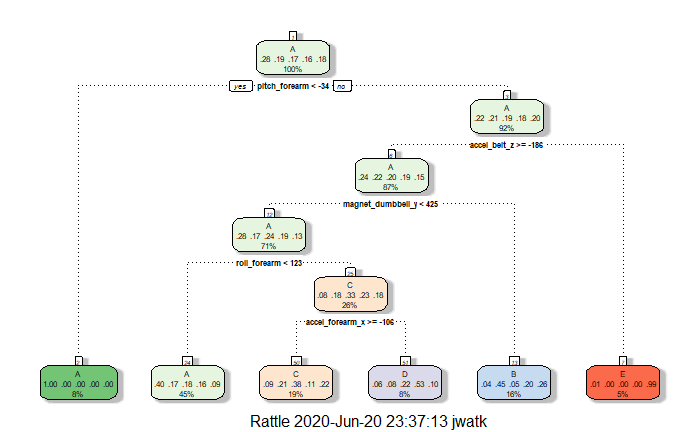 1
A
.28 .19 .17 .16 .18
100%
yes pitch_forearm < -34 no
3
A
.22 .21 .19 .18 .20
92%
accel_belt_z >= -186
6
A
.24 .22 .20 .19 .15
87%
magnet_dumbbell_y < 425
12
A
.28 .17 .24 .19 .13
71%
roll_forearm < 123
25
C
.08 .18 .33 .23 .18
26%
accel_forearm_x >= -106
2
A
1.00 .00 .00 .00 .00
8%
24
A
.40 .17 .18 .16 .09
45%
50
C
.09 .21 .38 .11 .22
19%
51
D
.06 .08 .22 .53 .10
8%
13
B
.04 .45 .05 .20 .26
16%
7
E
.01 .00 .00 .00 .99
5%
Rattle 2020-Jun-20 23:37:13 jwatk